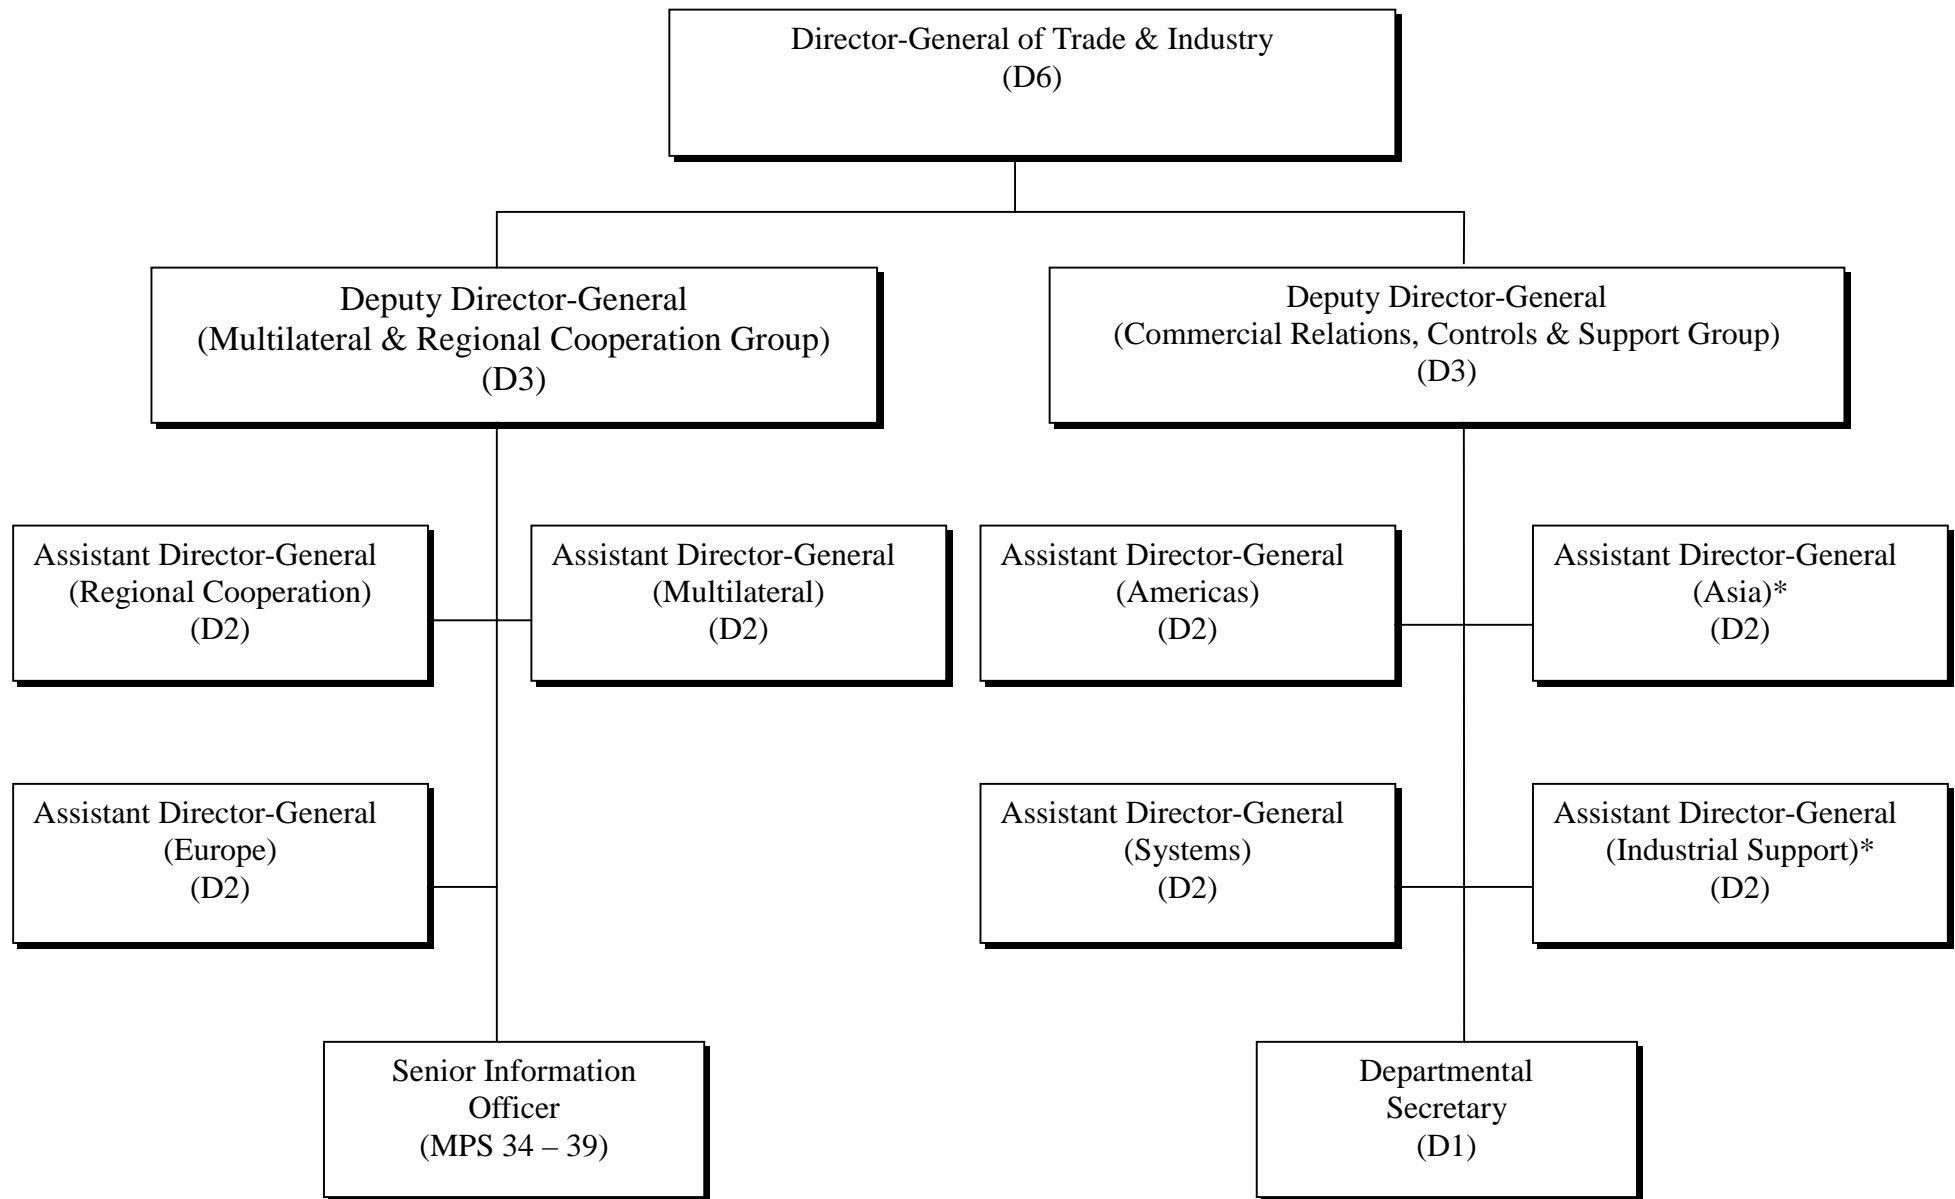 Director-General of Trade & Industry
(D6)
Deputy Director-General
(Multilateral & Regional Cooperation Group)
(D3)
Deputy Director-General
(Commercial Relations, Controls & Support Group)
(D3)
Assistant Director-General
(Regional Cooperation)
(D2)
Assistant Director-General
(Multilateral)
(D2)
Assistant Director-General
(Americas)
(D2)
Assistant Director-General
(Asia)*
(D2)
Assistant Director-General
(Europe)
(D2)
Assistant Director-General
(Systems)
(D2)
Assistant Director-General
(Industrial Support)*
(D2)
Senior Information
Officer
(MPS 34 – 39)
Departmental
Secretary
(D1)